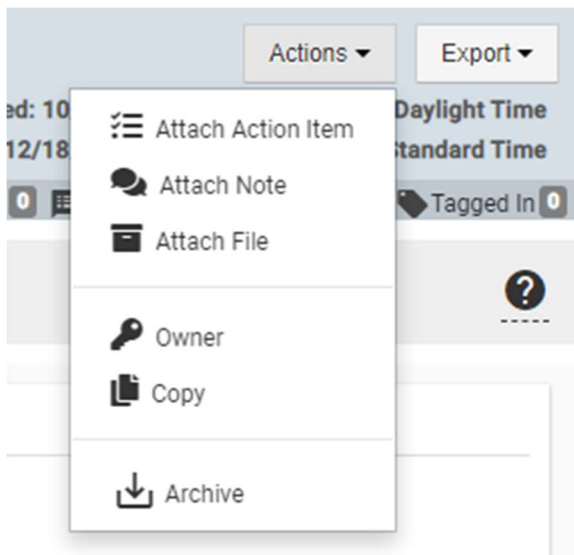 Actions Export
ed: 10 Daylight Time
12/18 Standard Time
0 Tagged In 0
Attach Action Item
Attach Note
Attach File
?
Owner
Copy
Archive